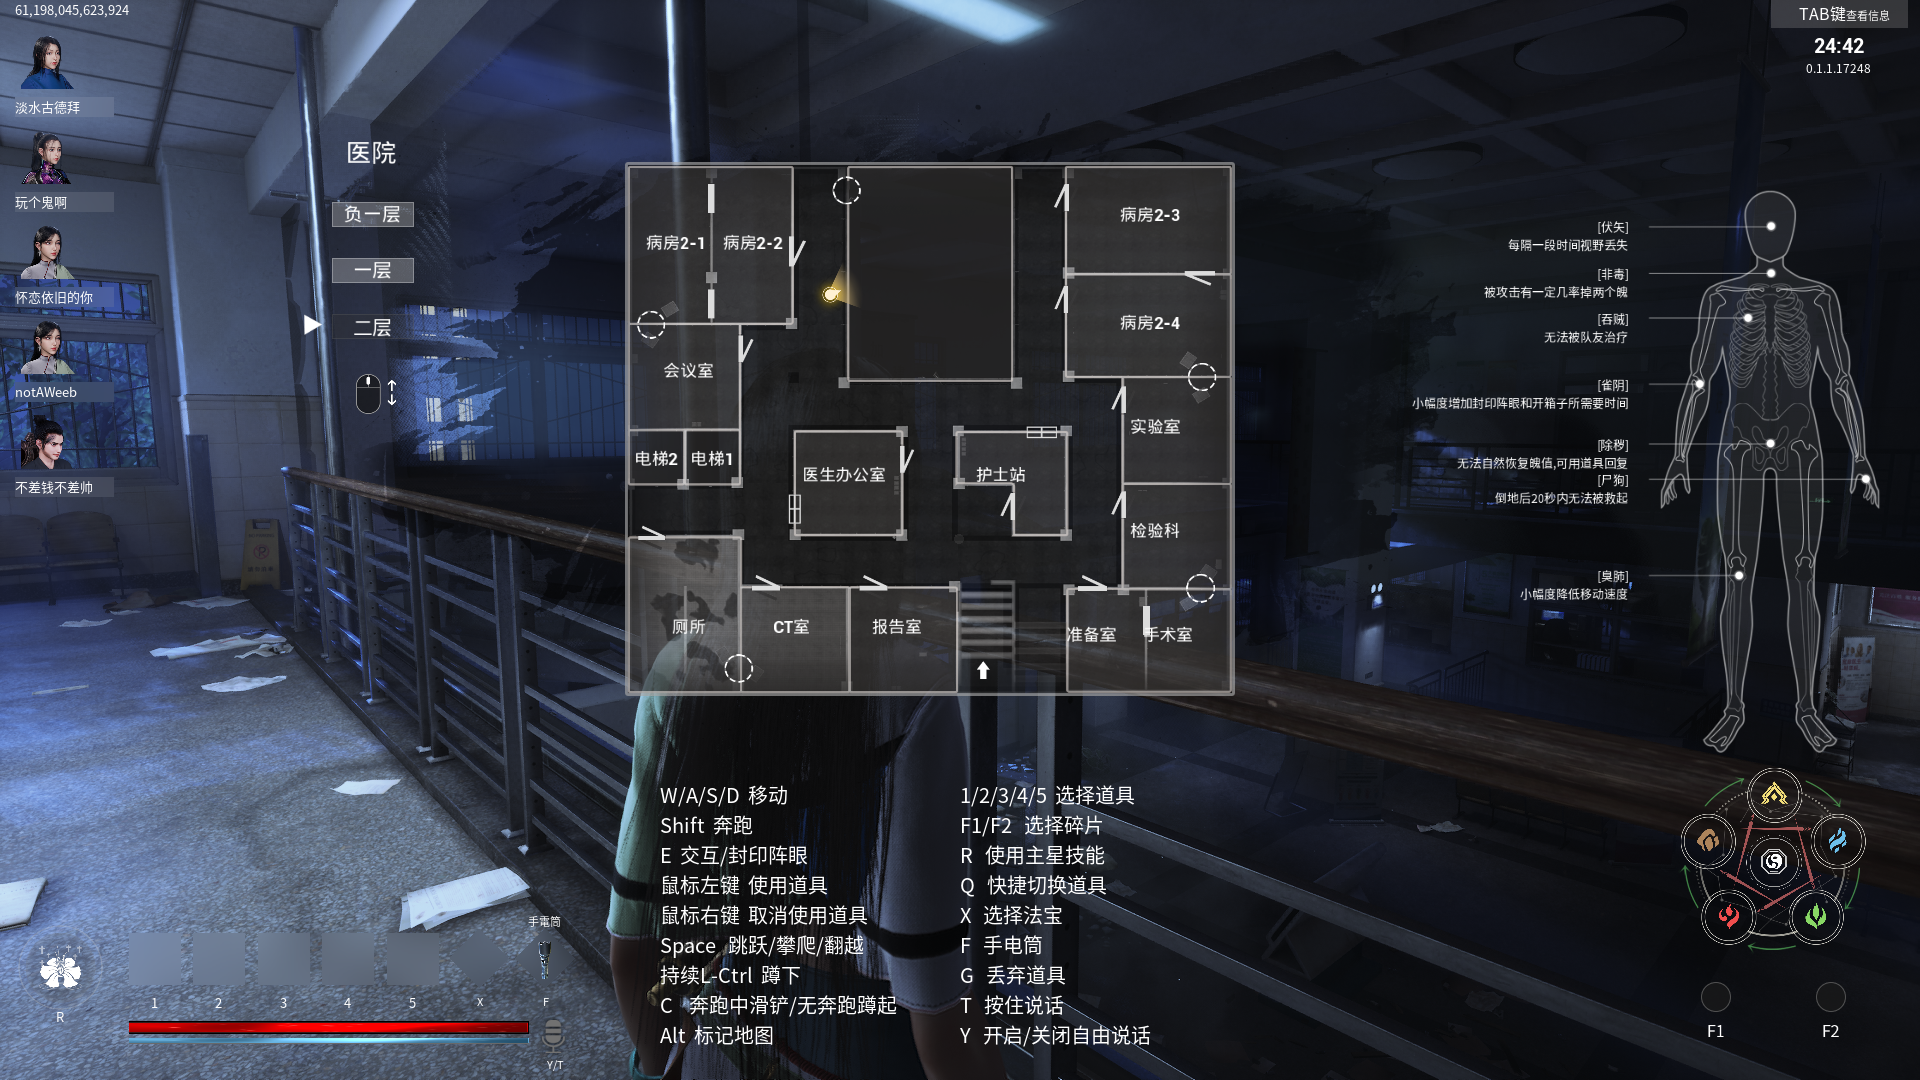 61,198,045,623,924
淡水古德拜
玩个鬼啊
怀恋依旧的你
notAWeeb
不差钱不差帅
医院
负一层
一层
二层
病房2-1
病房2-2
病房2-3
病房2-4
会议室
电梯2
电梯1
医生办公室
护士站
实验室
检验科
厕所
CT室
报告室
准备室
手术室
TAB键查看信息
24:42
0.1.1.17248
[伏矢]
每隔一段时间视野丢失
[非毒]
被攻击有一定几率掉两个魄
[吞贼]
无法被队友治疗
[雀阴]
小幅度增加封印阵眼和开箱子所需要时间
[除秽]
无法自然恢复魄值,可用道具回复
[尸狗]
倒地后20秒内无法被救起
[臭肺]
小幅度降低移动速度
W/A/S/D 移动
Shift 奔跑
E 交互/封印阵眼
鼠标左键 使用道具
鼠标右键 取消使用道具
Space 跳跃/攀爬/翻越
持续L-Ctrl 蹲下
C 奔跑中滑铲/无奔跑蹲起
Alt 标记地图
1/2/3/4/5 选择道具
F1/F2 选择碎片
R 使用主星技能
Q 快捷切换道具
X 选择法宝
F 手电筒
G 丢弃道具
T 按住说话
Y 开启/关闭自由说话
手電筒
R
1
2
3
4
5
X
F
Y/T
F1
F2